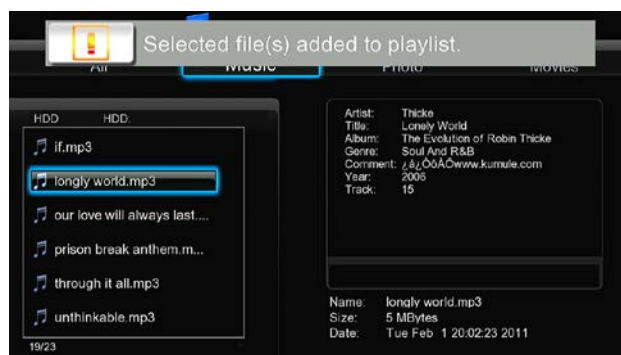 Selected file(s) added to playlist.
All Music Photo Movies
HDD HDD:
if.mp3
longly world.mp3
our love will always last....
prison break anthem.m...
through it all.mp3
unthinkable.mp3
19/23
Artist: Thicke
Title: Lonely World
Album: The Evolution of Robin Thicke
Genre: Soul And R&B
Comment: ¿á¿ÒõÀÖwww.kumule.com
Year: 2006
Track: 15
Name: longly world.mp3
Size: 5 MBytes
Date: Tue Feb 1 20:02:23 2011